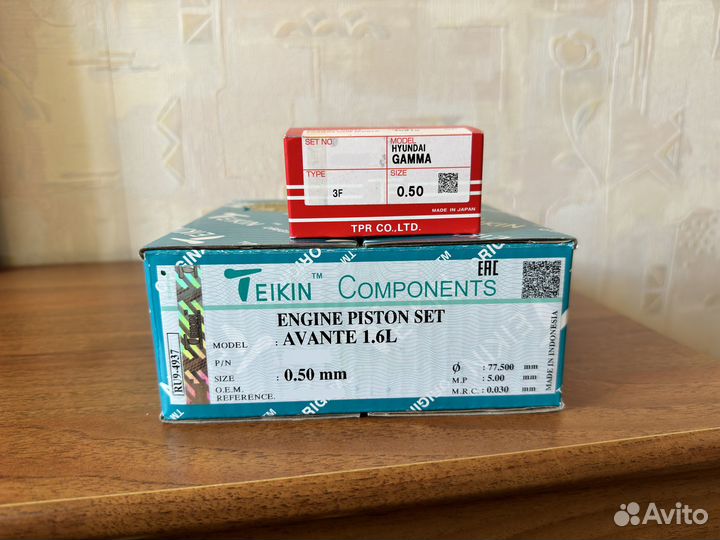 SET NO.
MODEL
HYUNDAI
GAMMA
TYPE
3F
SIZE
0.50
MADE IN JAPAN
TPR CO.,LTD.
TEIKIN™ COMPONENTS
EAC
ENGINE PISTON SET
MODEL : AVANTE 1.6L
P/N
SIZE : 0.50 mm
O.E.M.
REFERENCE.
Ø : 77.500 mm
M.P : 5.00
M.R.C. : 0.030 mm
MADE IN INDONESIA
RU9-4937
Avito